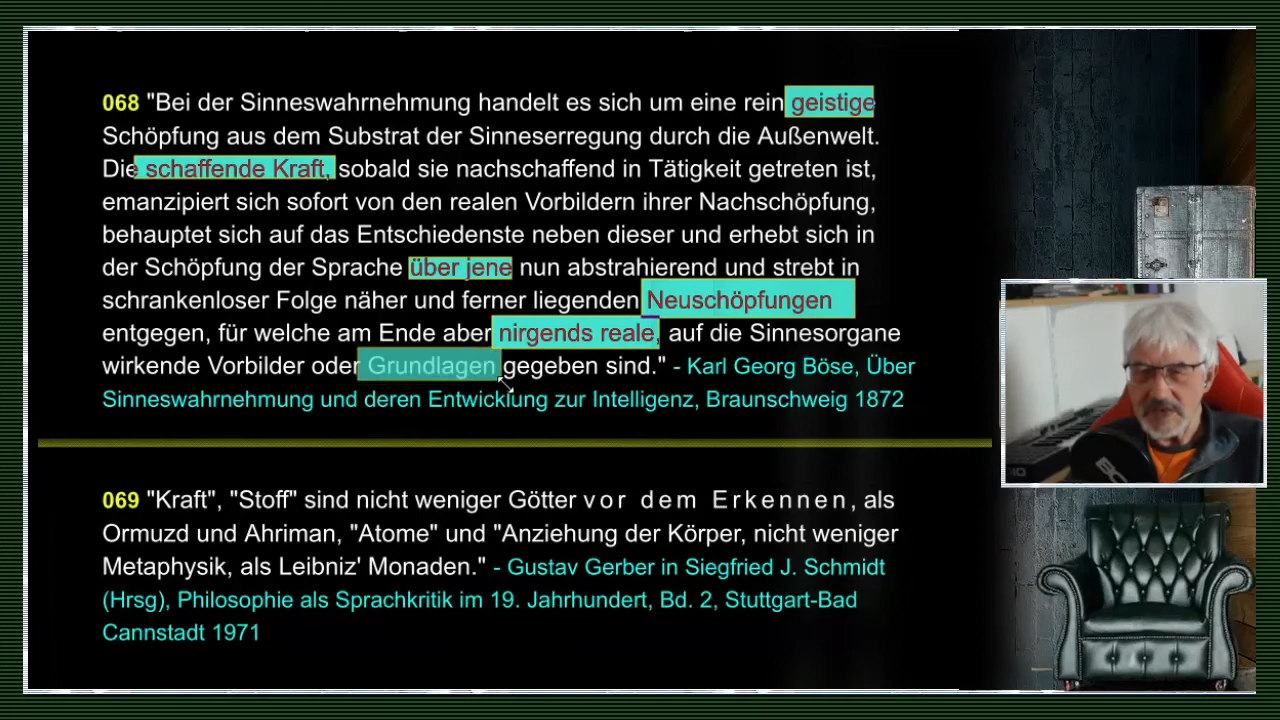 068 "Bei der Sinneswahrnehmung handelt es sich um eine rein geistige
Schöpfung aus dem Substrat der Sinneserregung durch die Außenwelt.
Die schaffende Kraft, sobald sie nachschaffend in Tätigkeit getreten ist,
emanzipiert sich sofort von den realen Vorbildern ihrer Nachschöpfung,
behauptet sich auf das Entschiedenste neben dieser und erhebt sich in
der Schöpfung der Sprache über jene nun abstrahierend und strebt in
schrankenloser Folge näher und ferner liegenden Neuschöpfungen
entgegen, für welche am Ende aber nirgends reale, auf die Sinnesorgane
wirkende Vorbilder oder Grundlagen gegeben sind." - Karl Georg Böse, Über
Sinneswahrnehmung und deren Entwicklung zur Intelligenz, Braunschweig 1872
069 "Kraft", "Stoff" sind nicht weniger Götter v o r d e m E r k e n n e n, als
Ormuzd und Ahriman, "Atome" und "Anziehung der Körper, nicht weniger
Metaphysik, als Leibniz' Monaden." - Gustav Gerber in Siegfried J. Schmidt
(Hrsg), Philosophie als Sprachkritik im 19. Jahrhundert, Bd. 2, Stuttgart-Bad
Cannstadt 1971